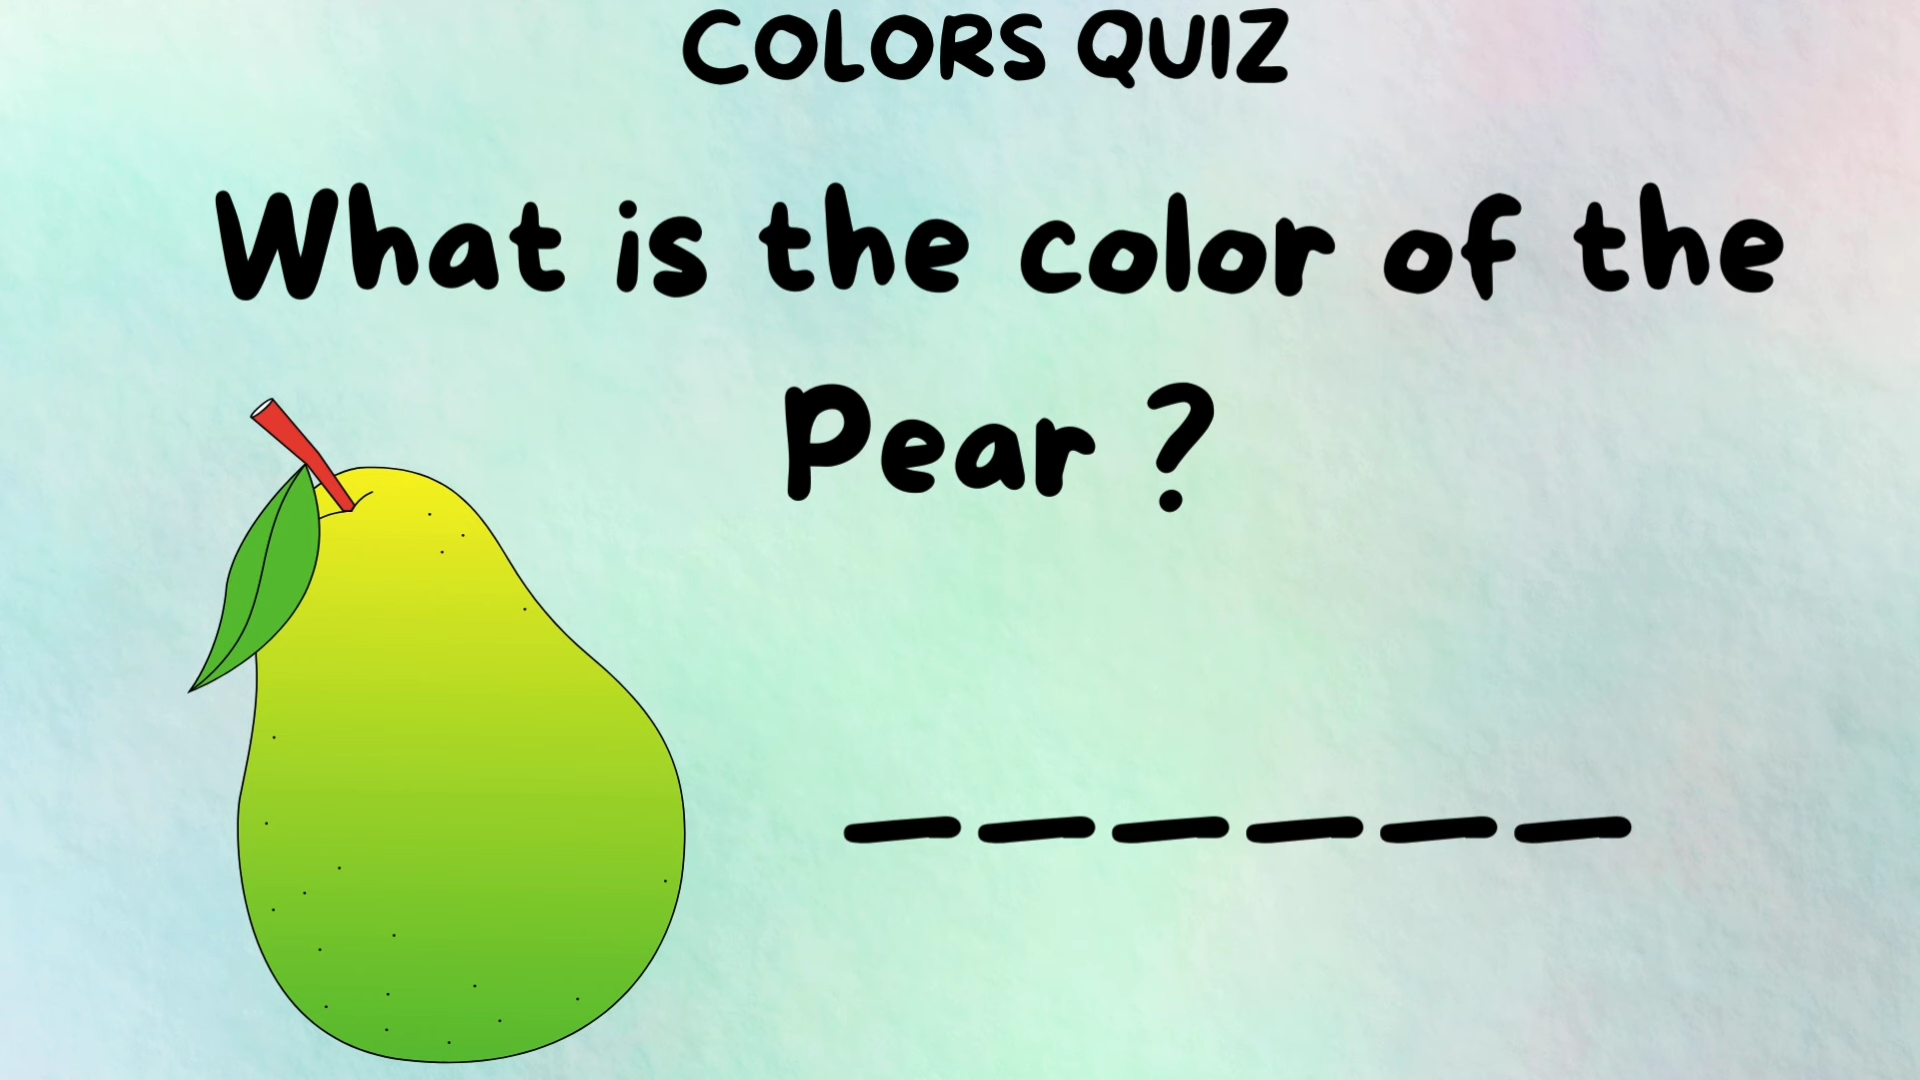 COLORS QUIZ
What is the color of the
Pear ?
______